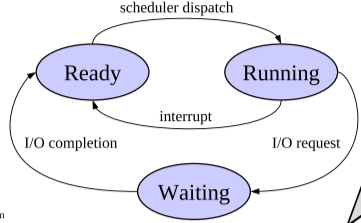 scheduler dispatch
Ready
Running
interrupt
I/O completion
I/O request
Waiting